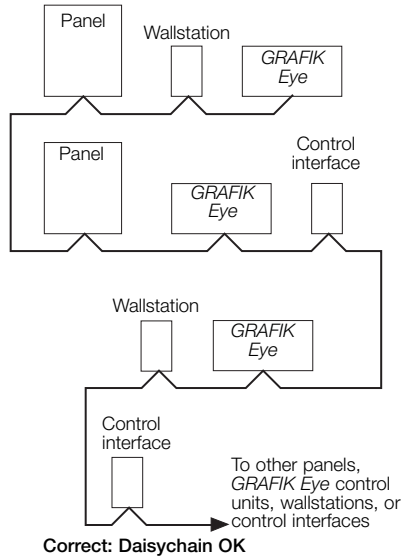 Panel
Wallstation
GRAFIK
Eye
Panel
GRAFIK
Eye
Control
interface
Wallstation
GRAFIK
Eye
Control
interface
To other panels,
GRAFIK Eye control
units, wallstations, or
control interfaces
Correct: Daisychain OK